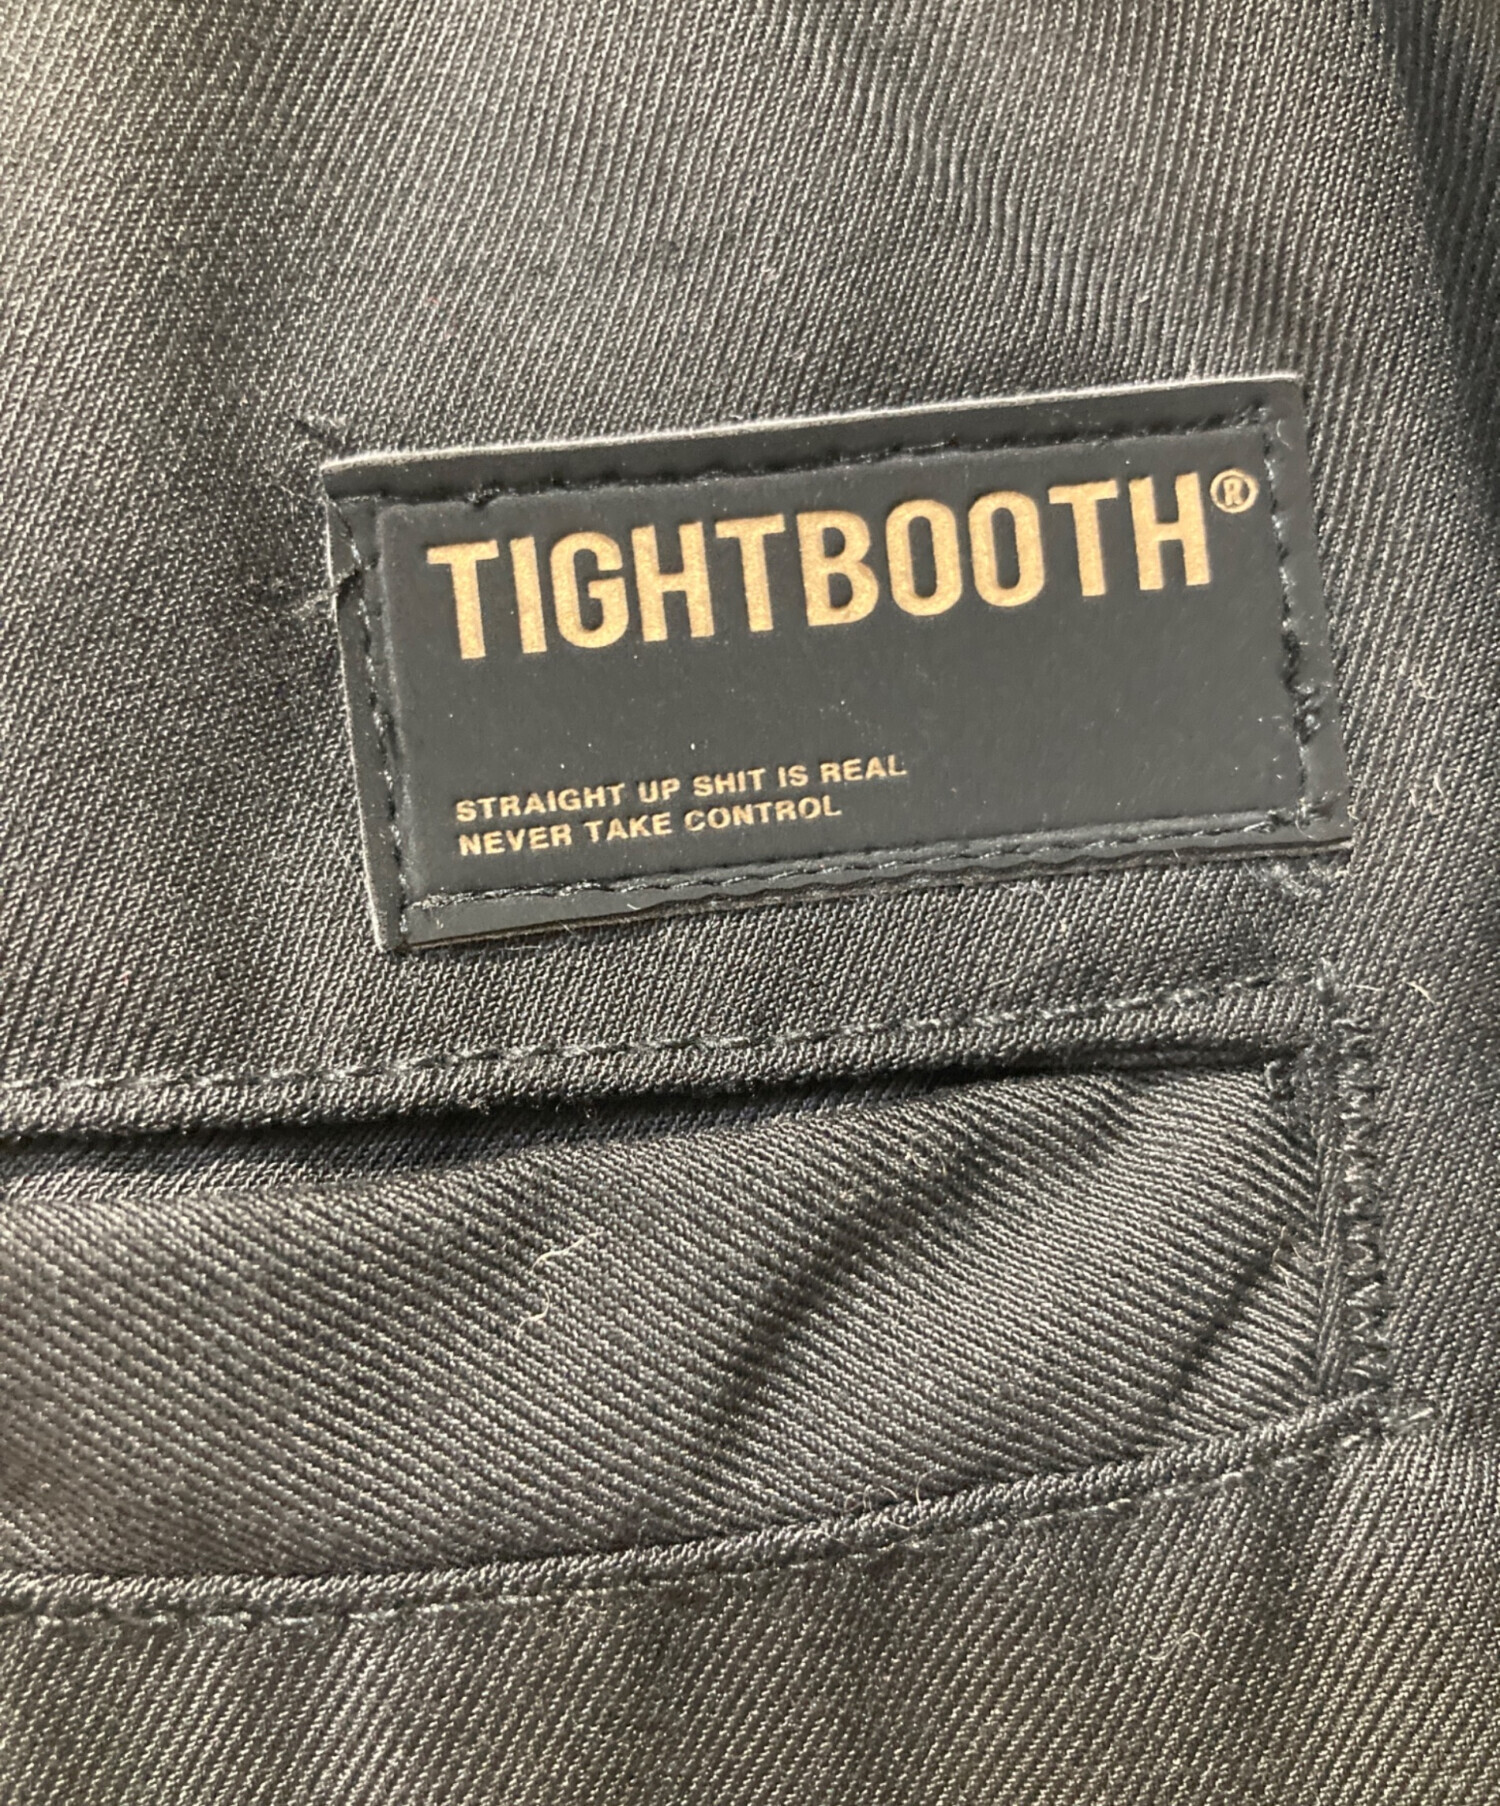 TIGHTBOOTH®
STRAIGHT UP SHIT IS REAL
NEVER TAKE CONTROL